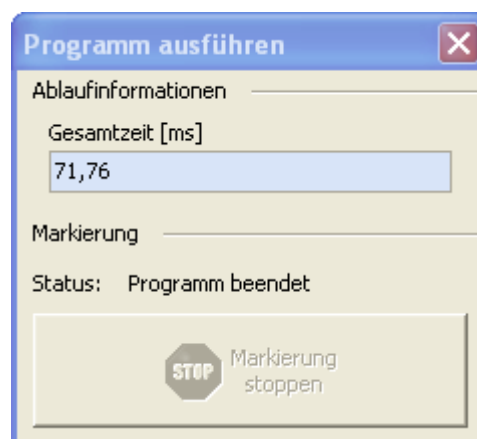 Programm ausführen
Ablaufinformationen
Gesamtzeit [ms]
71,76
Markierung
Status: Programm beendet
STOP
Markierung
stoppen